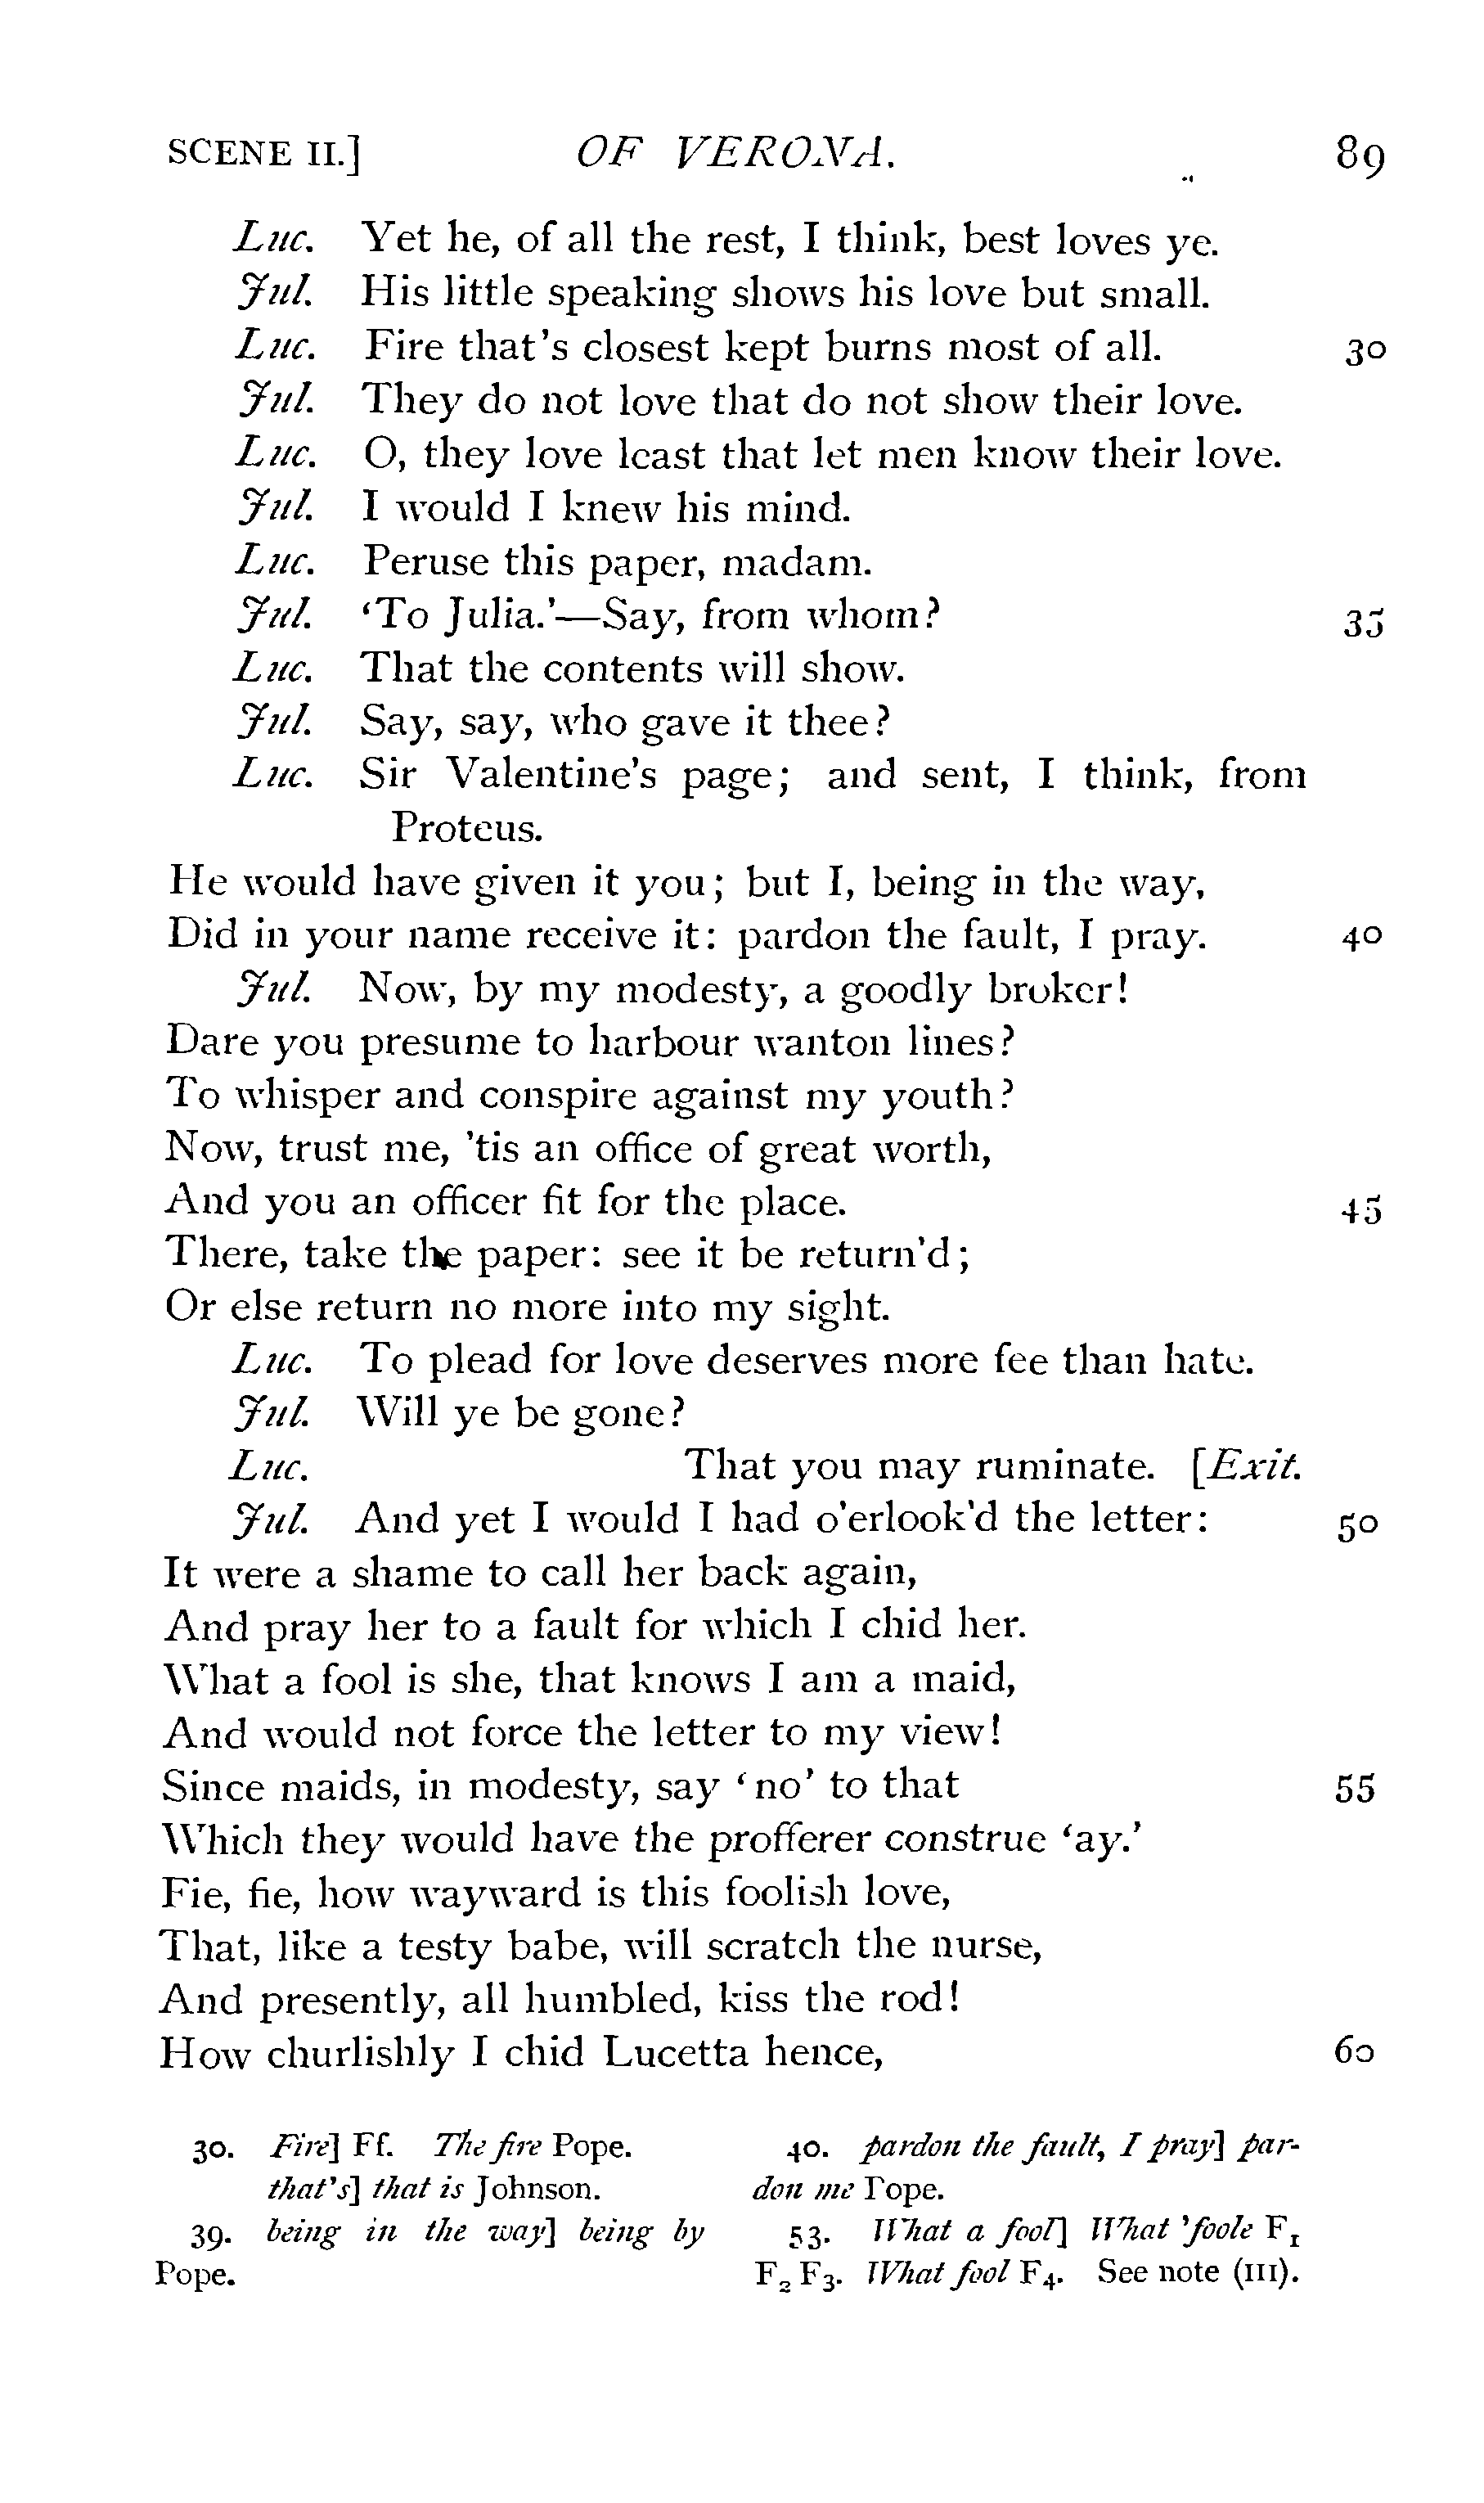 SCENE II.] OF VERONA. 89
Luc. Yet he, of all the rest, I think, best loves ye.
Jul. His little speaking shows his love but small.
Luc. Fire that's closest kept burns most of all. 30
Jul. They do not love that do not show their love.
Luc. O, they love least that let men know their love.
Jul. I would I knew his mind.
Luc. Peruse this paper, madam.
Jul. ‘To Julia.’—Say, from whom? 35
Luc. That the contents will show.
Jul. Say, say, who gave it thee?
Luc. Sir Valentine's page; and sent, I think, from
Proteus.
He would have given it you; but I, being in the way,
Did in your name receive it: pardon the fault, I pray. 40
Jul. Now, by my modesty, a goodly broker!
Dare you presume to harbour wanton lines?
To whisper and conspire against my youth?
Now, trust me, 'tis an office of great worth,
And you an officer fit for the place. 45
There, take the paper: see it be return'd;
Or else return no more into my sight.
Luc. To plead for love deserves more fee than hate.
Jul. Will ye be gone?
Luc. That you may ruminate. [Exit.
Jul. And yet I would I had o'erlook'd the letter: 50
It were a shame to call her back again,
And pray her to a fault for which I chid her.
What a fool is she, that knows I am a maid,
And would not force the letter to my view!
Since maids, in modesty, say ‘no’ to that 55
Which they would have the profferer construe ‘ay.’
Fie, fie, how wayward is this foolish love,
That, like a testy babe, will scratch the nurse,
And presently, all humbled, kiss the rod!
How churlishly I chid Lucetta hence, 60
30. Fire] Ff. The fire Pope.
that's] that is Johnson.
39. being in the way] being by
Pope.
40. pardon the fault, I pray] par-
don me Pope.
53. What a fool] What 'foole F1
F2 F3. What fool F4. See note (III).